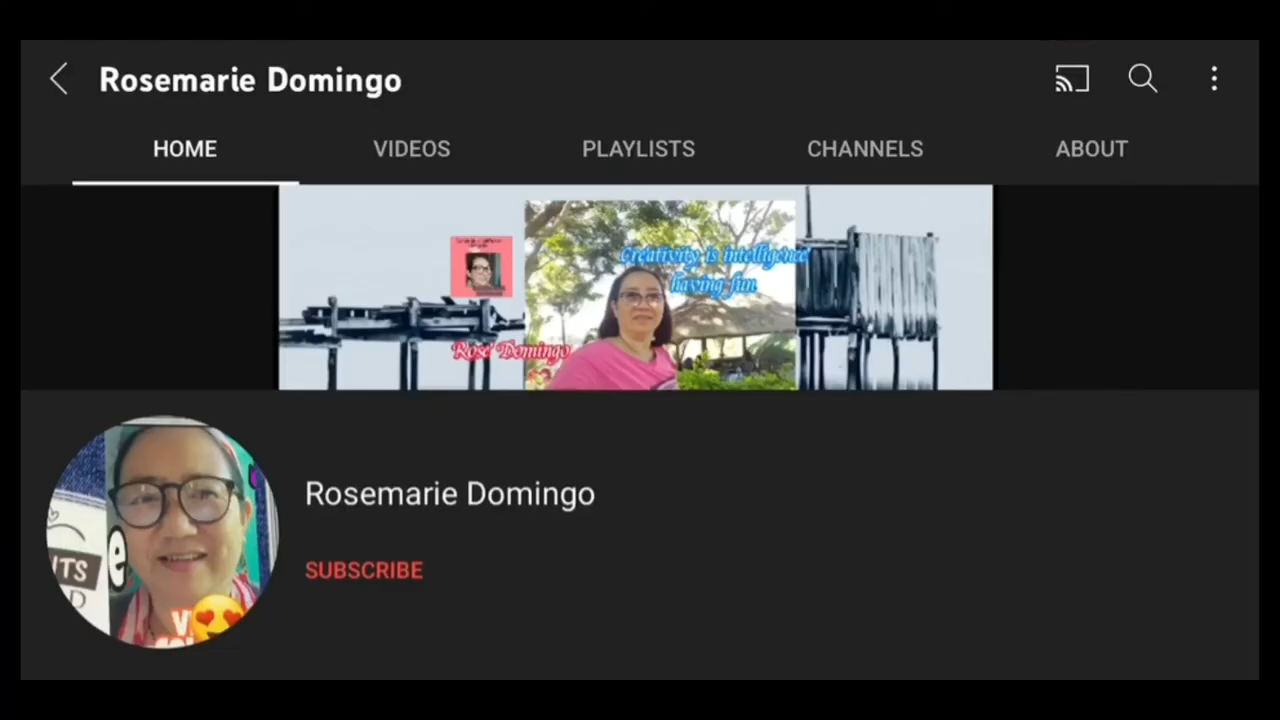 Rosemarie Domingo
HOME VIDEOS PLAYLISTS CHANNELS ABOUT
Creativity is intelligence
having fun
Rose' Domingo
Rosemarie Domingo
SUBSCRIBE